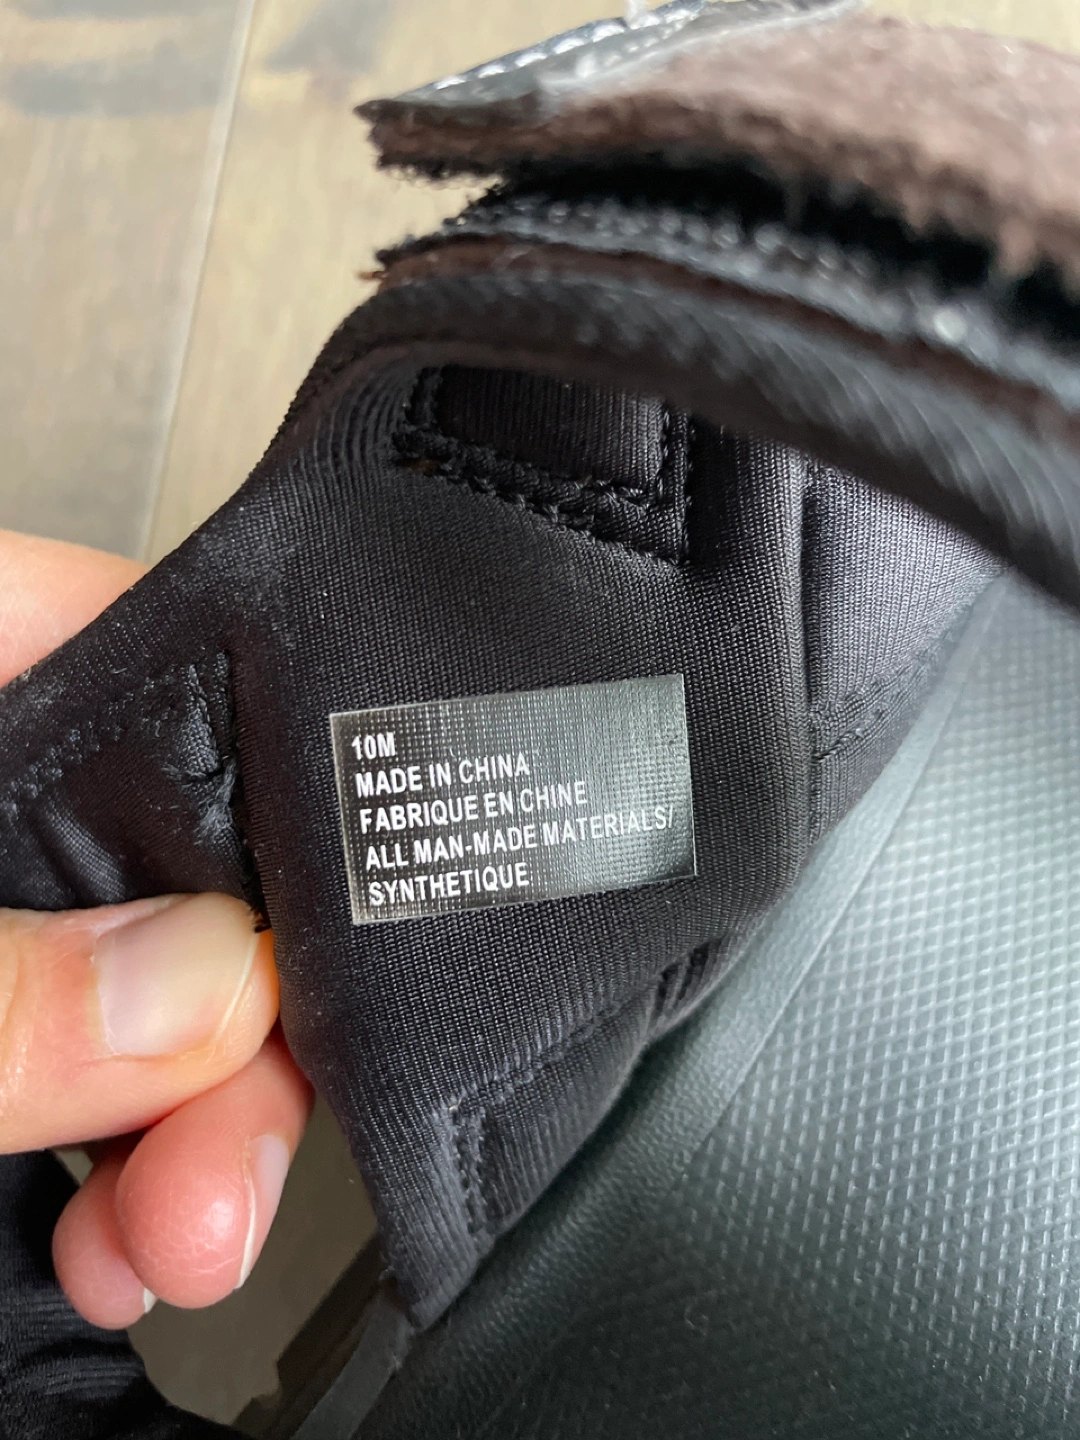 10M
MADE IN CHINA
FABRIQUE EN CHINE
ALL MAN-MADE MATERIALS/
SYNTHETIQUE